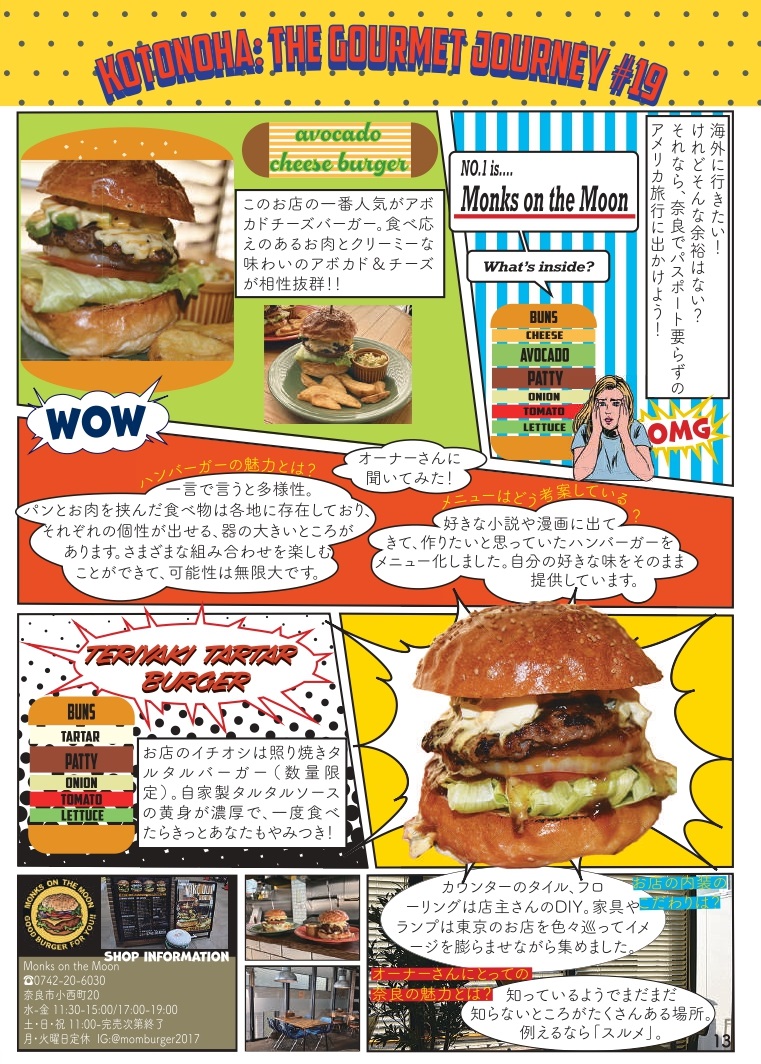 KOTONOHA: THE GOURMET JOURNEY #19
海外に行きたい！
けれどそんな余裕はない？
それなら、奈良でパスポート要らずの
アメリカ旅行に出かけよう！
NO.1 is....
Monks on the Moon
What's inside?
BUNS
CHEESE
AVOCADO
PATTY
ONION
TOMATO
LETTUCE
OMG
avocado
cheese burger
このお店の一番人気がアボ
カドチーズバーガー。食べ応
えのあるお肉とクリーミーな
味わいのアボカド＆チーズ
が相性抜群！！
WOW
オーナーさんに
聞いてみた！
ハンバーガーの魅力とは？
一言で言うと多様性。
パンとお肉を挟んだ食べ物は各地に存在しており、
それぞれの個性が出せる、器の大きいところが
あります。さまざまな組み合わせを楽しむ
ことができて、可能性は無限大です。
メニューはどう考案している？
好きな小説や漫画に出て
きて、作りたいと思っていたハンバーガーを
メニュー化しました。自分の好きな味をそのまま
提供しています。
TERIYAKI TARTAR
BURGER
BUNS
TARTAR
PATTY
ONION
TOMATO
LETTUCE
お店のイチオシは照り焼きタ
ルタルバーガー（数量限
定）。自家製タルタルソース
の黄身が濃厚で、一度食べ
たらきっとあなたもやみつき！
MONKS ON THE MOON
GOOD BURGER FOR YOU!!
SHOP INFORMATION
Monks on the Moon
☎0742-20-6030
奈良市小西町20
水-金 11:30-15:00/17:00-19:00
土・日・祝 11:00-完売次第終了
月・火曜日定休 IG:@momburger2017
お店の内装の
こだわりは？
カウンターのタイル、フロ
ーリングは店主さんのDIY。家具や
ランプは東京のお店を色々巡ってイメ
ージを膨らませながら集めました。
オーナーさんにとっての
奈良の魅力とは？
知っているようでまだまだ
知らないところがたくさんある場所。
例えるなら「スルメ」。
13